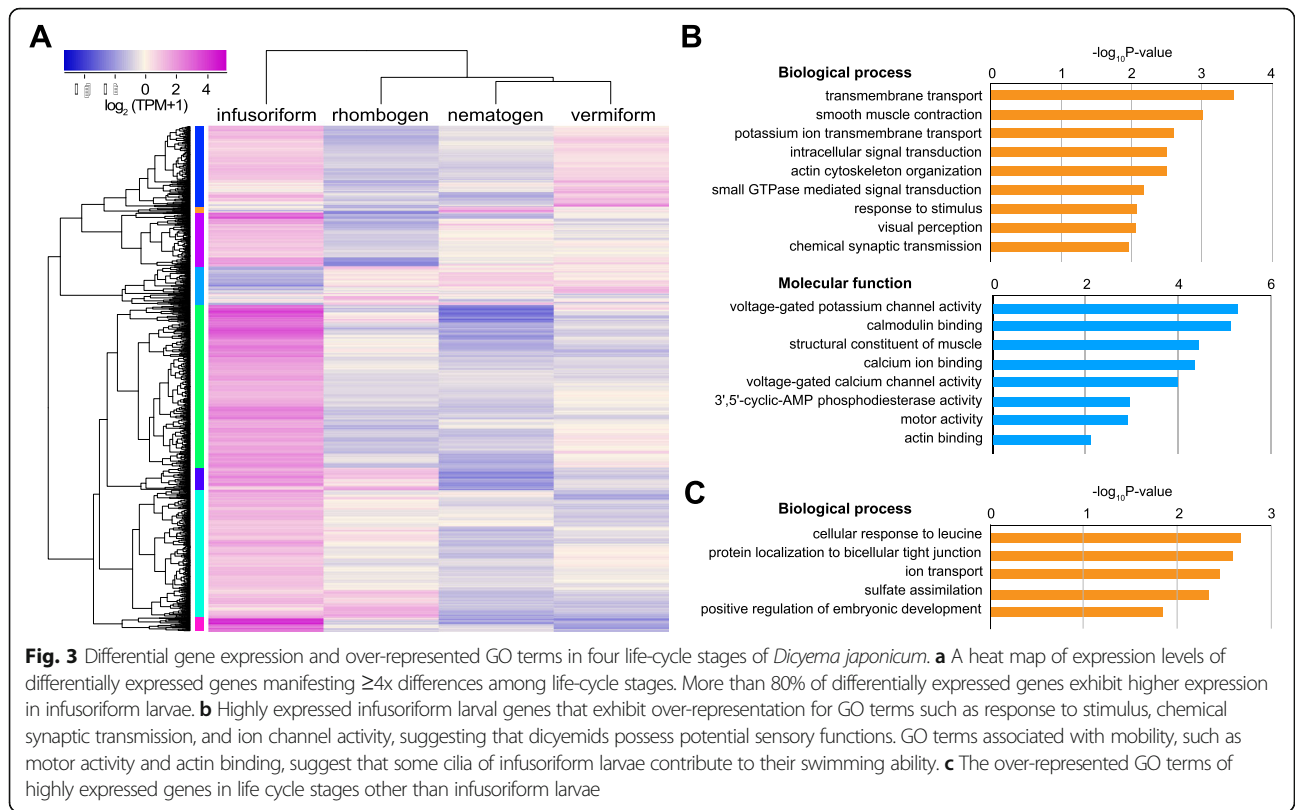 A
0 2 4
log2 (TPM+1)
infusoriform rhombogen nematogen vermiform
B
-log10P-value
Biological process
0 1 2 3 4
transmembrane transport
smooth muscle contraction
potassium ion transmembrane transport
intracellular signal transduction
actin cytoskeleton organization
small GTPase mediated signal transduction
response to stimulus
visual perception
chemical synaptic transmission
Molecular function
0 2 4 6
voltage-gated potassium channel activity
calmodulin binding
structural constituent of muscle
calcium ion binding
voltage-gated calcium channel activity
3',5'-cyclic-AMP phosphodiesterase activity
motor activity
actin binding
C
-log10P-value
Biological process
0 1 2 3
cellular response to leucine
protein localization to bicellular tight junction
ion transport
sulfate assimilation
positive regulation of embryonic development
Fig. 3 Differential gene expression and over-represented GO terms in four life-cycle stages of Dicyema japonicum. a A heat map of expression levels of
differentially expressed genes manifesting ≥4x differences among life-cycle stages. More than 80% of differentially expressed genes exhibit higher expression
in infusoriform larvae. b Highly expressed infusoriform larval genes that exhibit over-representation for GO terms such as response to stimulus, chemical
synaptic transmission, and ion channel activity, suggesting that dicyemids possess potential sensory functions. GO terms associated with mobility, such as
motor activity and actin binding, suggest that some cilia of infusoriform larvae contribute to their swimming ability. c The over-represented GO terms of
highly expressed genes in life cycle stages other than infusoriform larvae